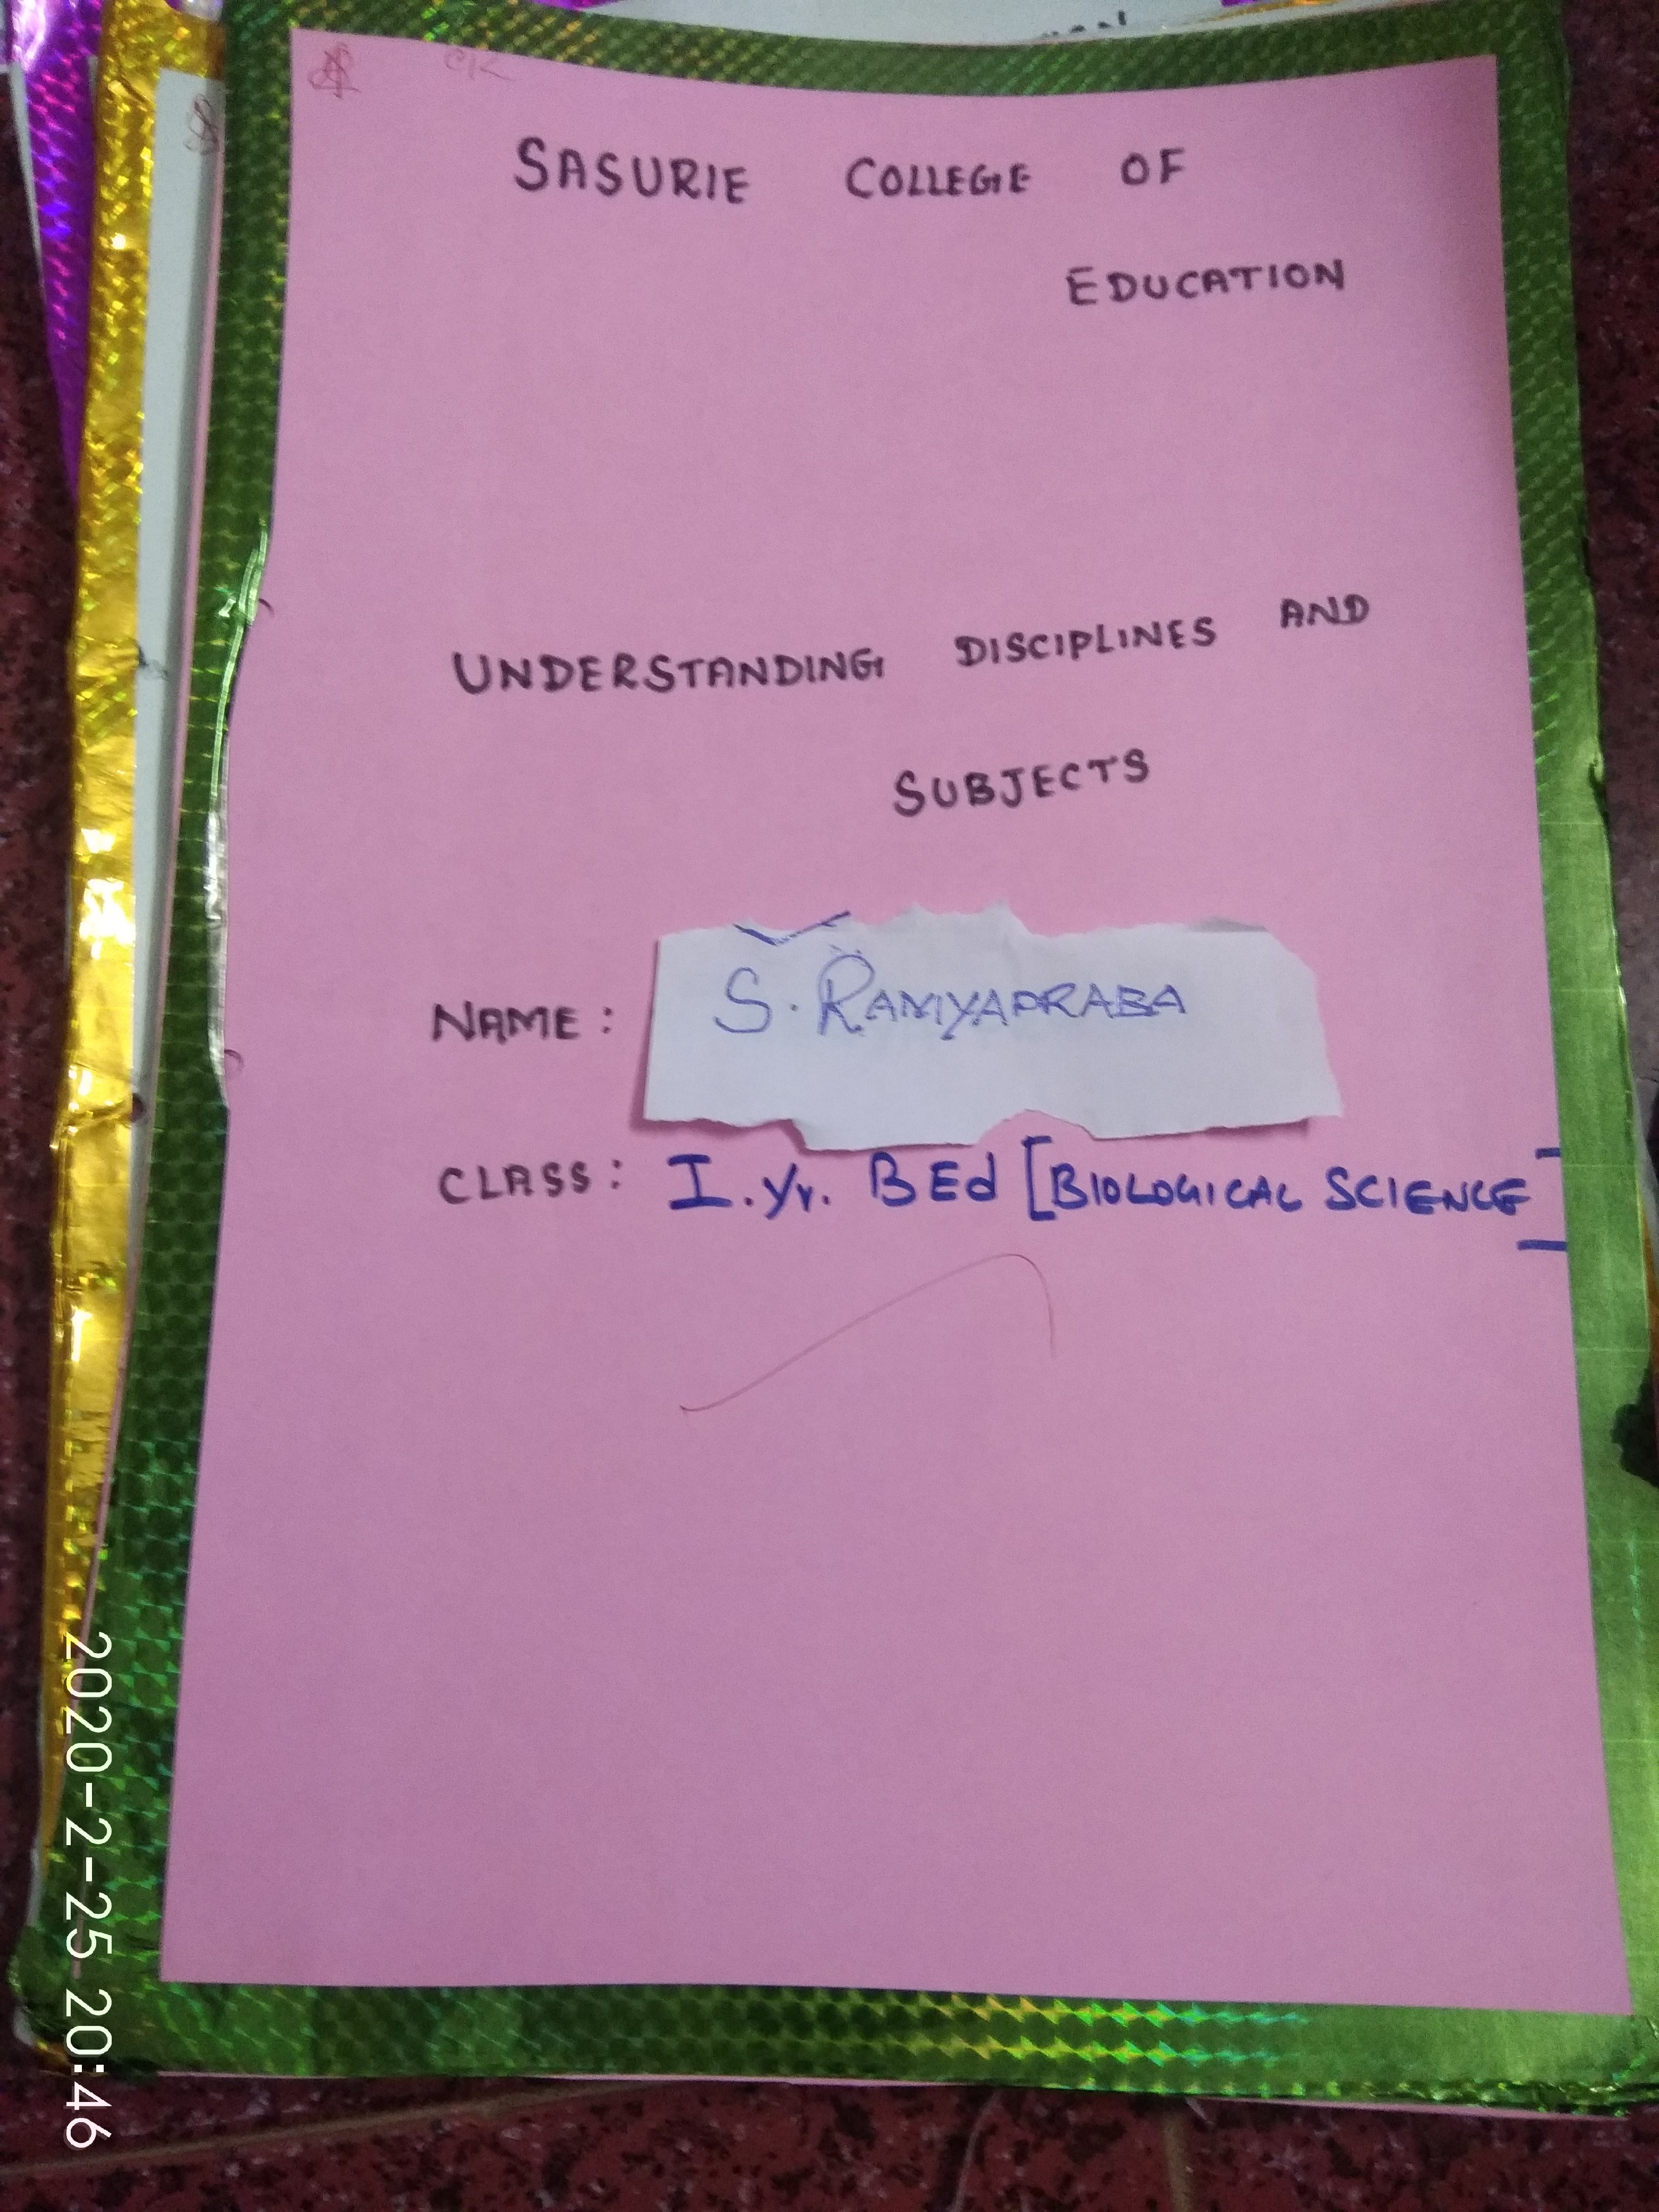 SASURIE COLLEGE OF
EDUCATION
UNDERSTANDING DISCIPLINES AND
SUBJECTS
NAME : S. RAMYAPRABA
CLASS : I. Yr. BEd [BIOLOGICAL SCIENCE]
2020-2-25 20:46